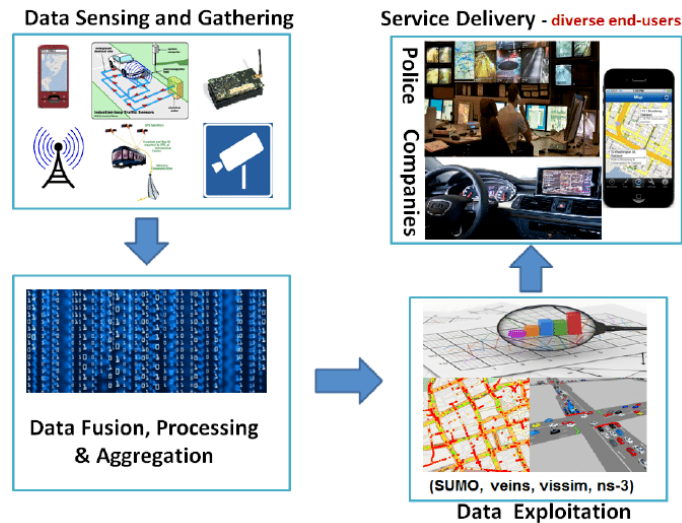 Data Sensing and Gathering
Service Delivery - diverse end-users
Police Companies
Map
Data Fusion, Processing
& Aggregation
(SUMO, veins, vissim, ns-3)
Data Exploitation